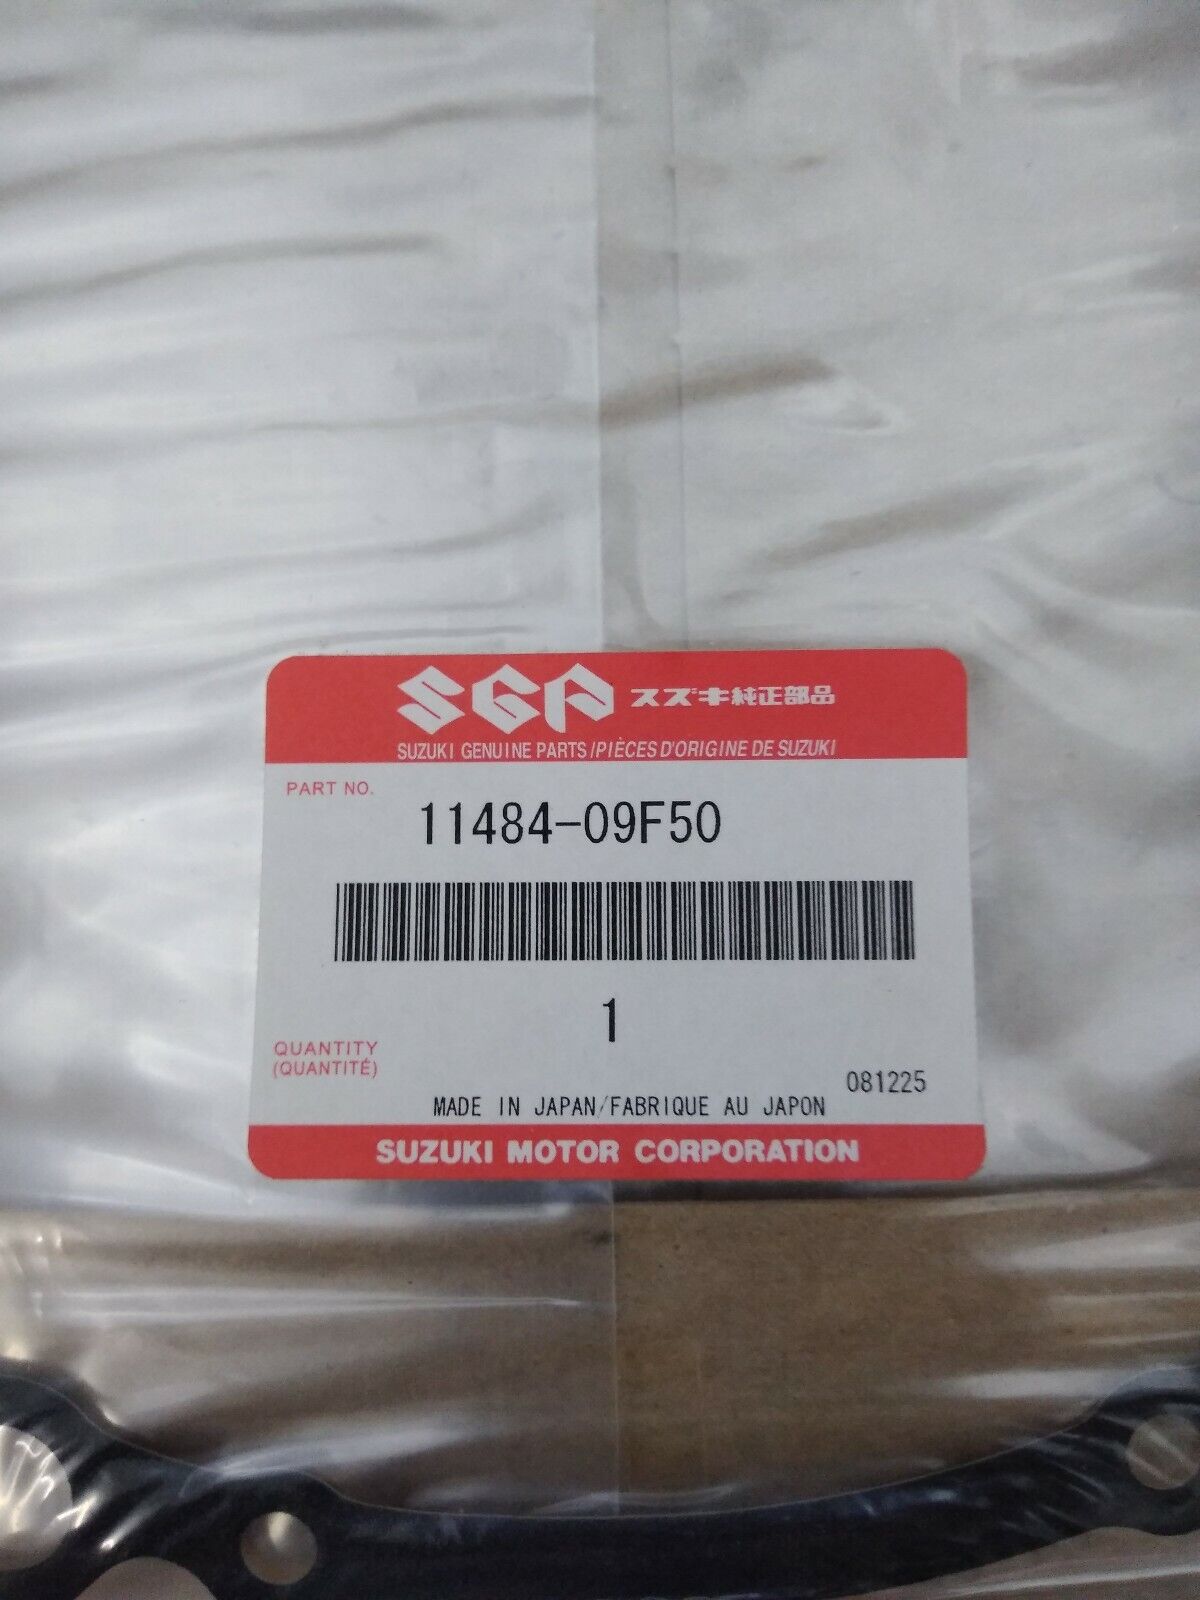 SGP スズキ純正部品
SUZUKI GENUINE PARTS/PIÈCES D'ORIGINE DE SUZUKI
PART NO.
11484-09F50
1
QUANTITY
(QUANTITÉ)
081225
MADE IN JAPAN/FABRIQUE AU JAPON
SUZUKI MOTOR CORPORATION